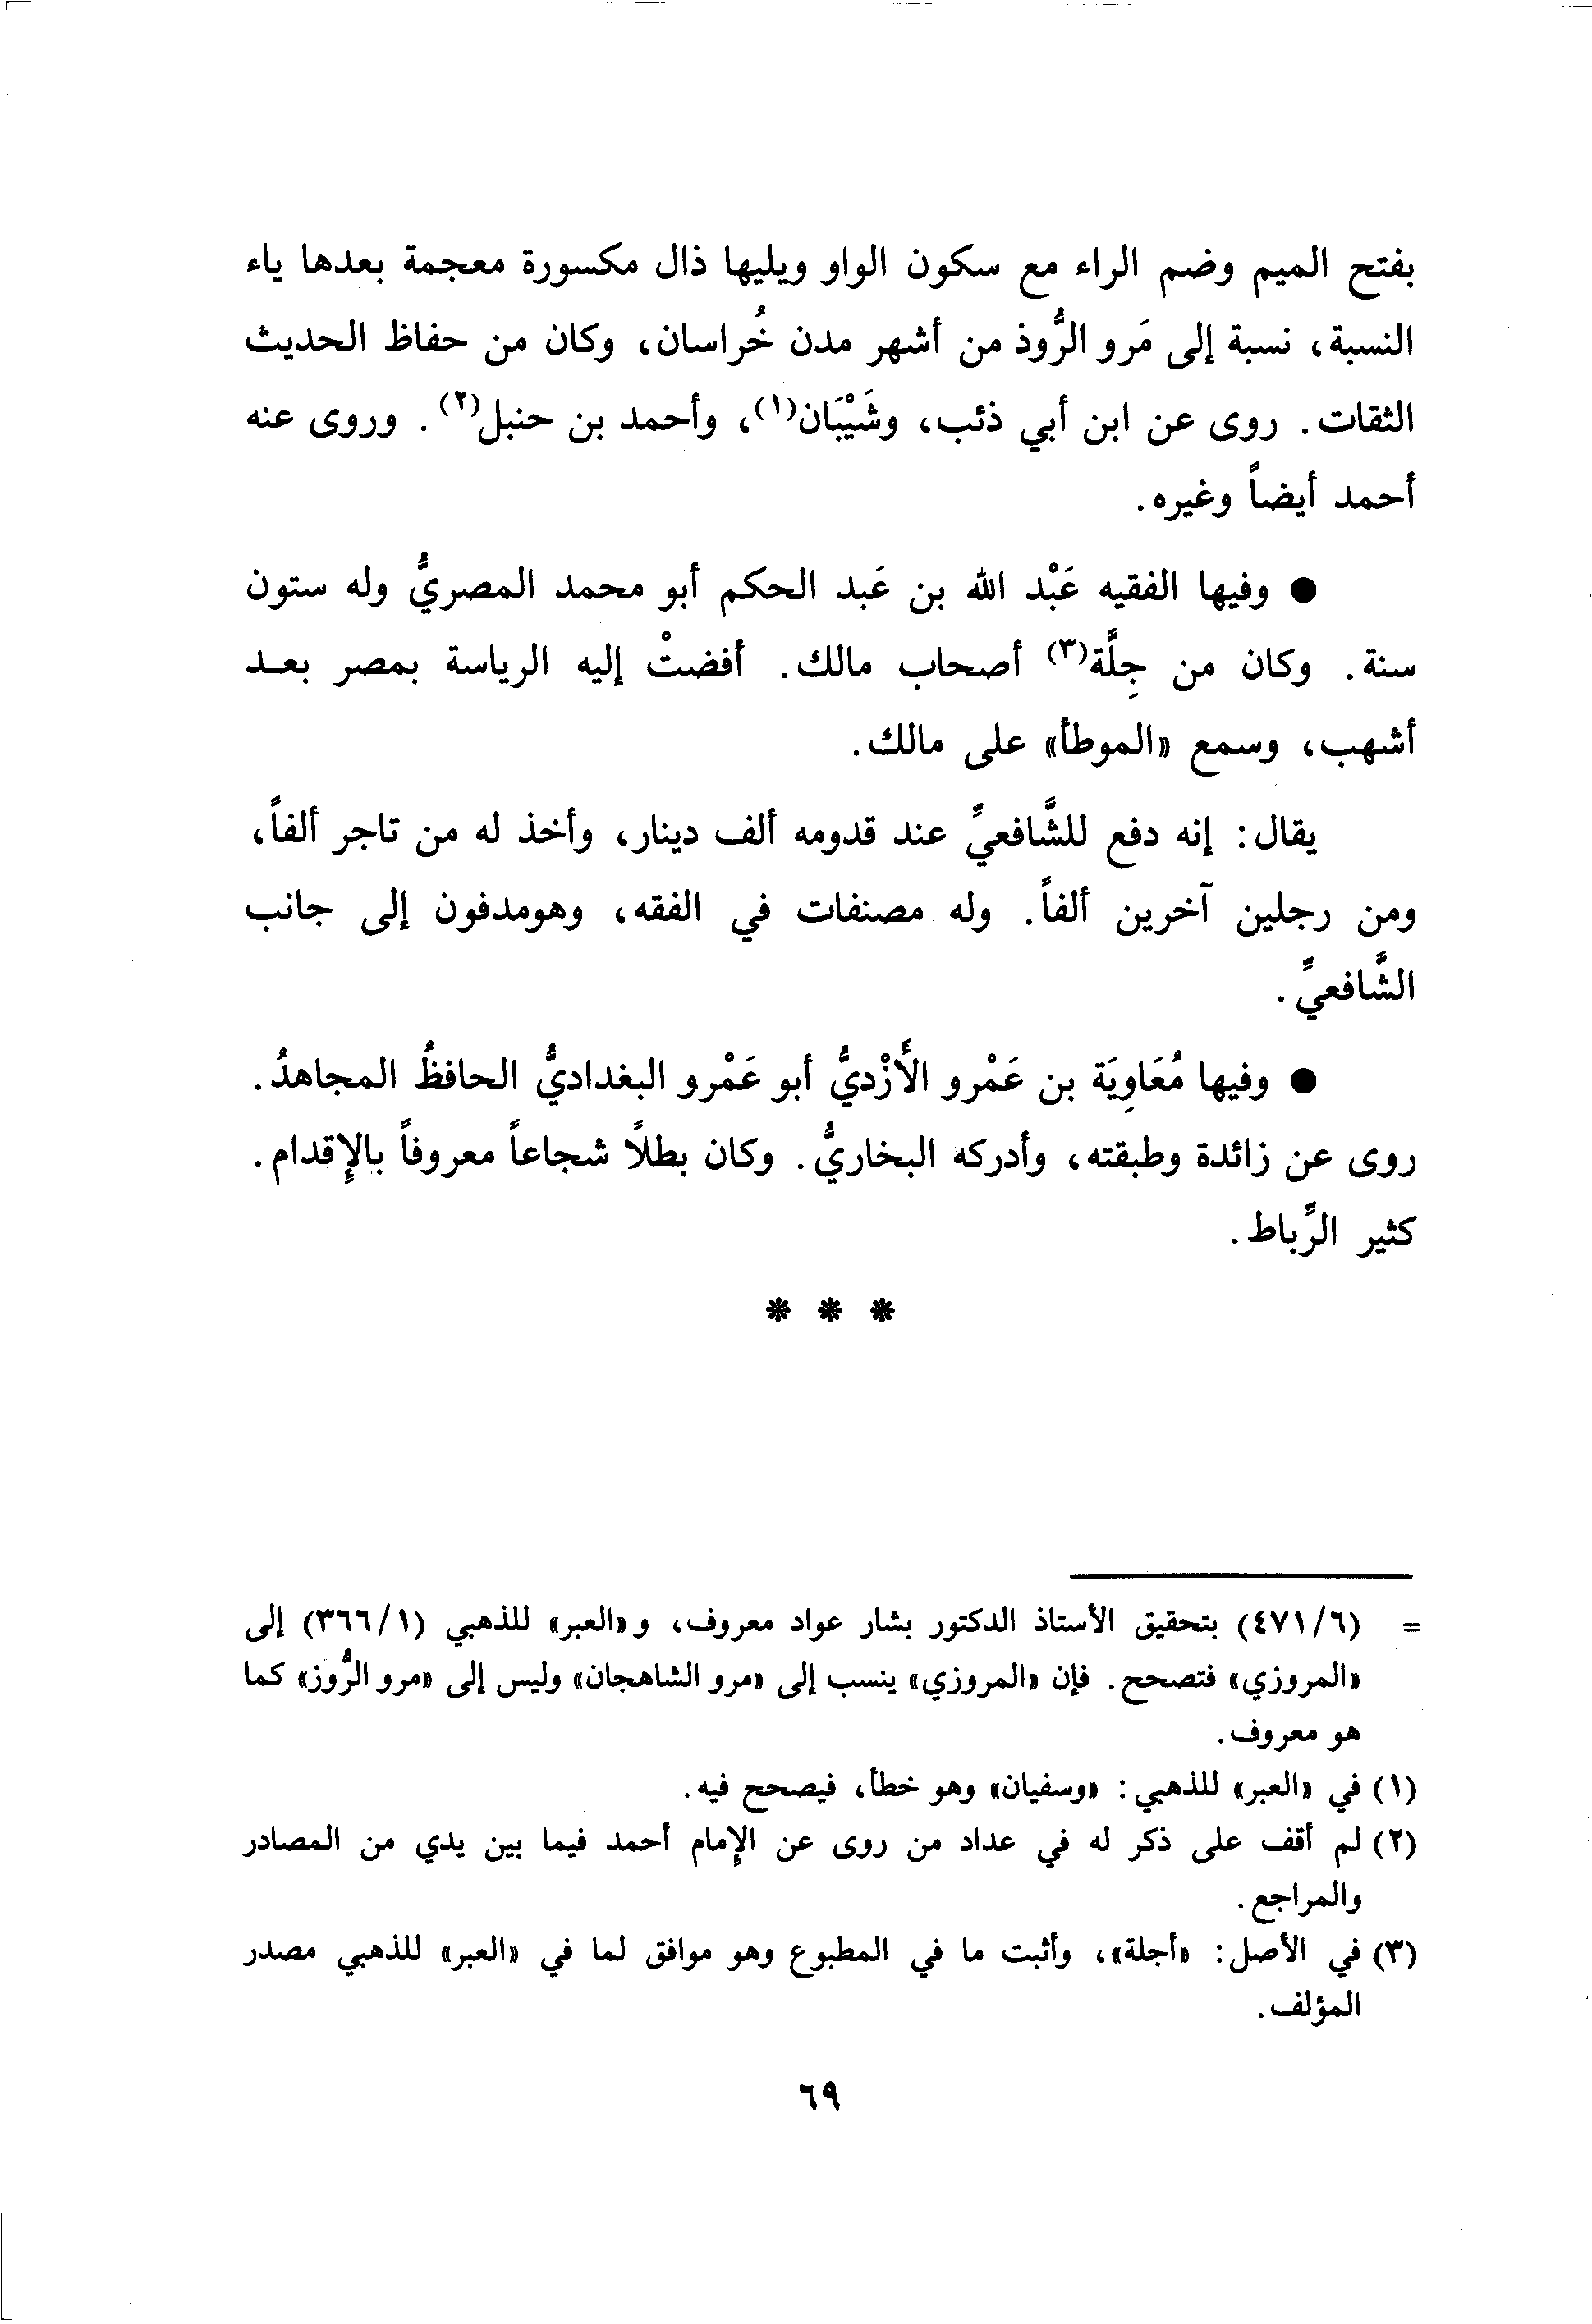 بفتح الميم وضم الراء مع سكون الواو ويليها ذال مكسورة معجمة بعدها ياء
النسبة، نسبة إلى مَرو الرُّوذ من أشهر مدن خُراسان، وكان من حفاظ الحديث
الثقات. روى عن ابن أبي ذئب، وشَيْبَان(١)، وأحمد بن حنبل(٢). وروى عنه
أحمد أيضاً وغيره.
● وفيها الفقيه عَبْد الله بن عَبد الحكم أبو محمد المصريُّ وله ستون
سنة. وكان من جِلَّة(٣) أصحاب مالك. أفضتْ إليه الرياسة بمصر بعـد
أشهب، وسمع «الموطأ» على مالك.
يقال: إنه دفع للشَّافعيِّ عند قدومه ألف دينار، وأخذ له من تاجر ألفاً،
ومن رجلين آخرين ألفاً. وله مصنفات في الفقه، وهومدفون إلى جانب
الشَّافعيِّ.
● وفيها مُعَاوِيَة بن عَمْرو الأَزْديُّ أبو عَمْرو البغداديُّ الحافظُ المجاهدُ.
روى عن زائدة وطبقته، وأدركه البخاريُّ. وكان بطلًا شجاعاً معروفاً بالإِقدام.
كثير الرِّباط.
* * *
= (٤٧١/٦) بتحقيق الأستاذ الدكتور بشار عواد معروف، و«العبر» للذهبي (٣٦٦/١) إلى
«المروزي» فتصحح. فإن «المروزي» ينسب إلى «مرو الشاهجان» وليس إلى «مرو الرُّوز» كما
هو معروف.
(١) في «العبر» للذهبي: «وسفيان» وهو خطأ، فيصحح فيه.
(٢) لم أقف على ذكر له في عداد من روى عن الإِمام أحمد فيما بين يدي من المصادر
والمراجع.
(٣) في الأصل: «أجلة»، وأثبت ما في المطبوع وهو موافق لما في «العبر» للذهبي مصدر
المؤلف.
٦٩